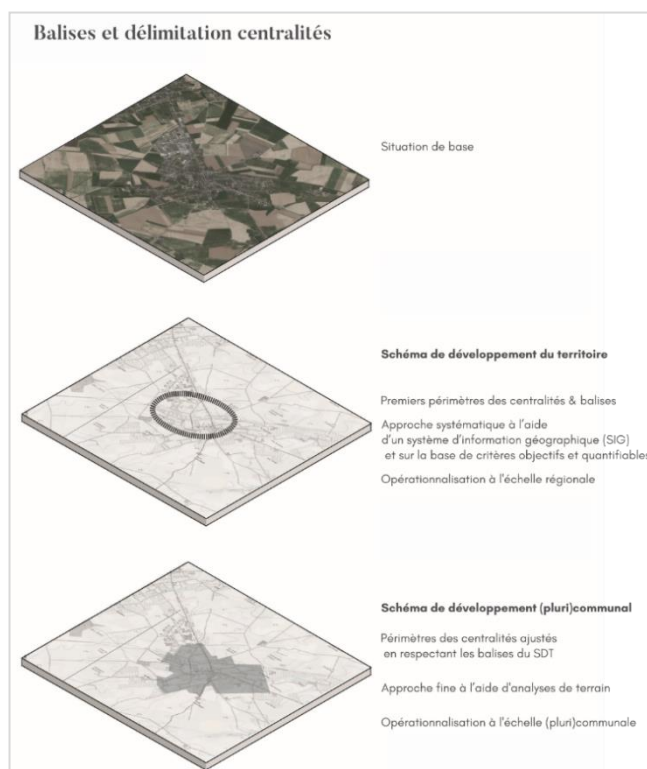 Balises et délimitation centralités
Situation de base
Schéma de développement du territoire
Premiers périmètres des centralités & balises
Approche systématique à l'aide
d'un système d'information géographique (SIG)
et sur la base de critères objectifs et quantifiables
Opérationnalisation à l'échelle régionale
Schéma de développement (pluri)communal
Périmètres des centralités ajustés
en respectant les balises du SDT
Approche fine à l'aide d'analyses de terrain
Opérationnalisation à l'échelle (pluri)communale